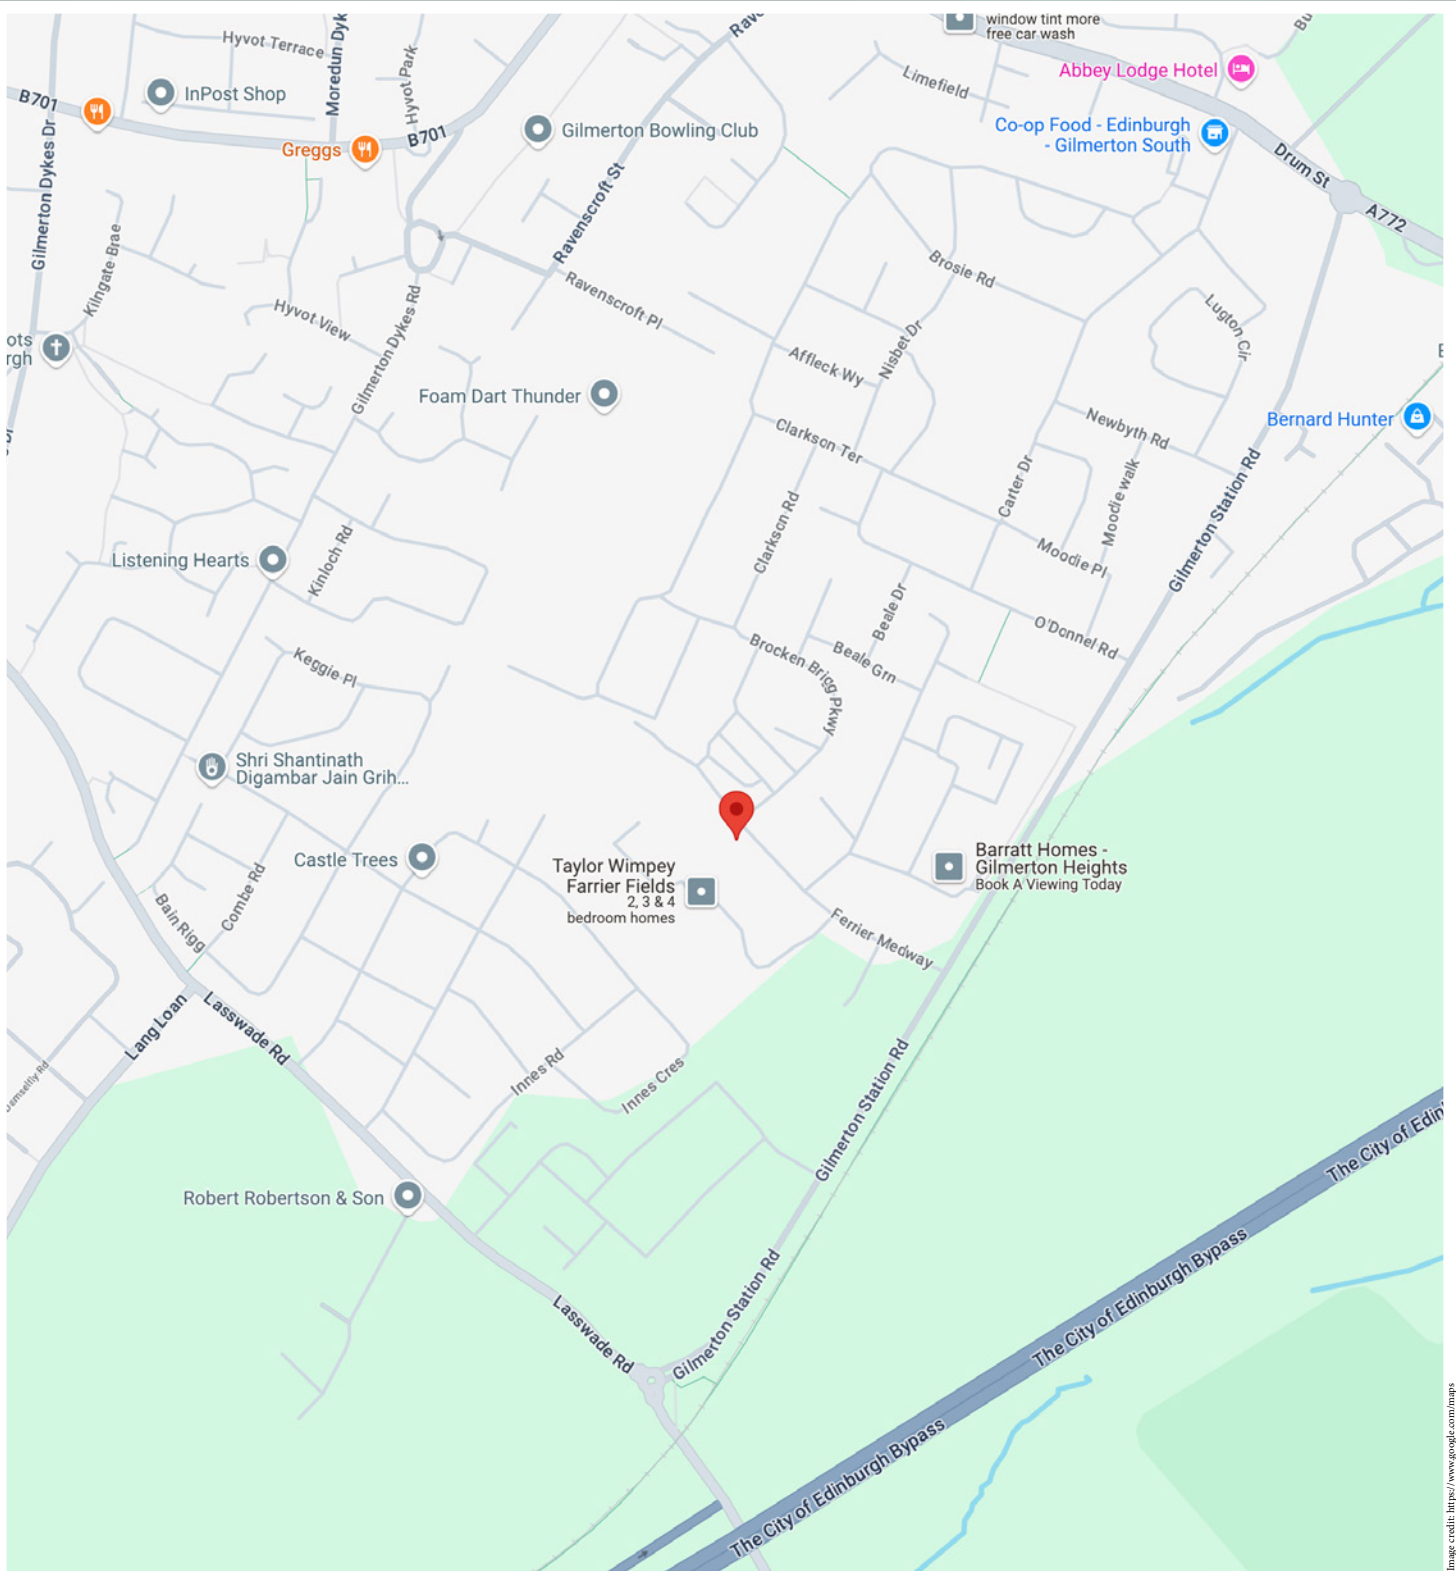 window tint more
free car wash
Hyvot Terrace
Moredun Dyk
Hyvot Park
Rave
Bu
Limefield
Abbey Lodge Hotel
B701
InPost Shop
Gilmerton Bowling Club
Co-op Food - Edinburgh
- Gilmerton South
B701
Greggs
Drum St
A772
Gilmerton Dykes Dr
Ravenscroft St
Kilngate Brae
Brosie Rd
Ravenscroft Pl
Hyvot View
Gilmerton Dykes Rd
Lugton Cir
ots
rgh
Nisbet Dr
Affleck Wy
Foam Dart Thunder
Bernard Hunter
Newbyth Rd
Clarkson Ter
Carter Dr
Moodie walk
Gilmerton Station Rd
Clarkson Rd
Listening Hearts
Kinloch Rd
Moodie Pl
Beale Dr
O'Donnel Rd
Keggie Pl
Brocken Brigg Pkwy
Beale Grn
Shri Shantinath
Digambar Jain Grih...
Castle Trees
Taylor Wimpey
Farrier Fields
2, 3 & 4
bedroom homes
Barratt Homes -
Gilmerton Heights
Book A Viewing Today
Combe Rd
Bain Rigg
Ferrier Medway
Lang Loan
Lasswade Rd
Damselfly Rd
Innes Rd
Innes Cres
Gilmerton Station Rd
The City of Edin
Robert Robertson & Son
The City of Edinburgh Bypass
Lasswade Rd
Gilmerton Station Rd
The City of Edinburgh Bypass
Image credit: https://www.google.com/maps